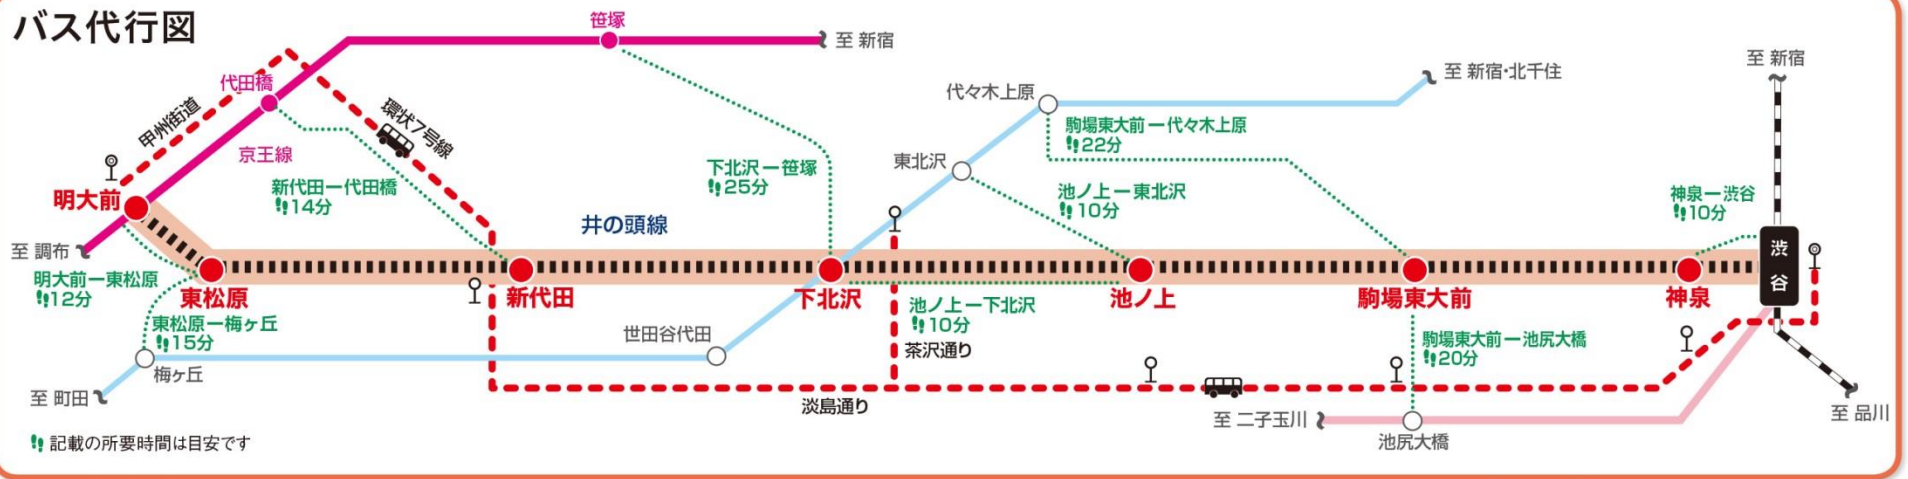 バス代行図
笹塚
至 新宿
代田橋
甲州街道
環状7号線
京王線
新代田ー代田橋
14分
明大前
至 調布
明大前ー東松原
12分
東松原
東松原ー梅ヶ丘
15分
梅ヶ丘
至 町田
新代田
井の頭線
下北沢ー笹塚
25分
下北沢
世田谷代田
東北沢
代々木上原
至 新宿・北千住
駒場東大前ー代々木上原
22分
池ノ上ー東北沢
10分
池ノ上
池ノ上ー下北沢
10分
茶沢通り
淡島通り
駒場東大前
駒場東大前ー池尻大橋
20分
至 二子玉川
池尻大橋
神泉ー渋谷
10分
神泉
至 新宿
渋谷
至 品川
記載の所要時間は目安です